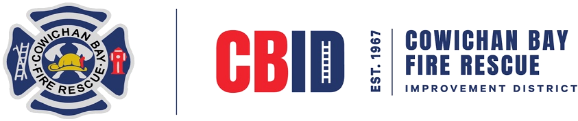 COWICHAN BAY
FIRE RESCUE
CBID
EST. 1967
COWICHAN BAY
FIRE RESCUE
IMPROVEMENT DISTRICT